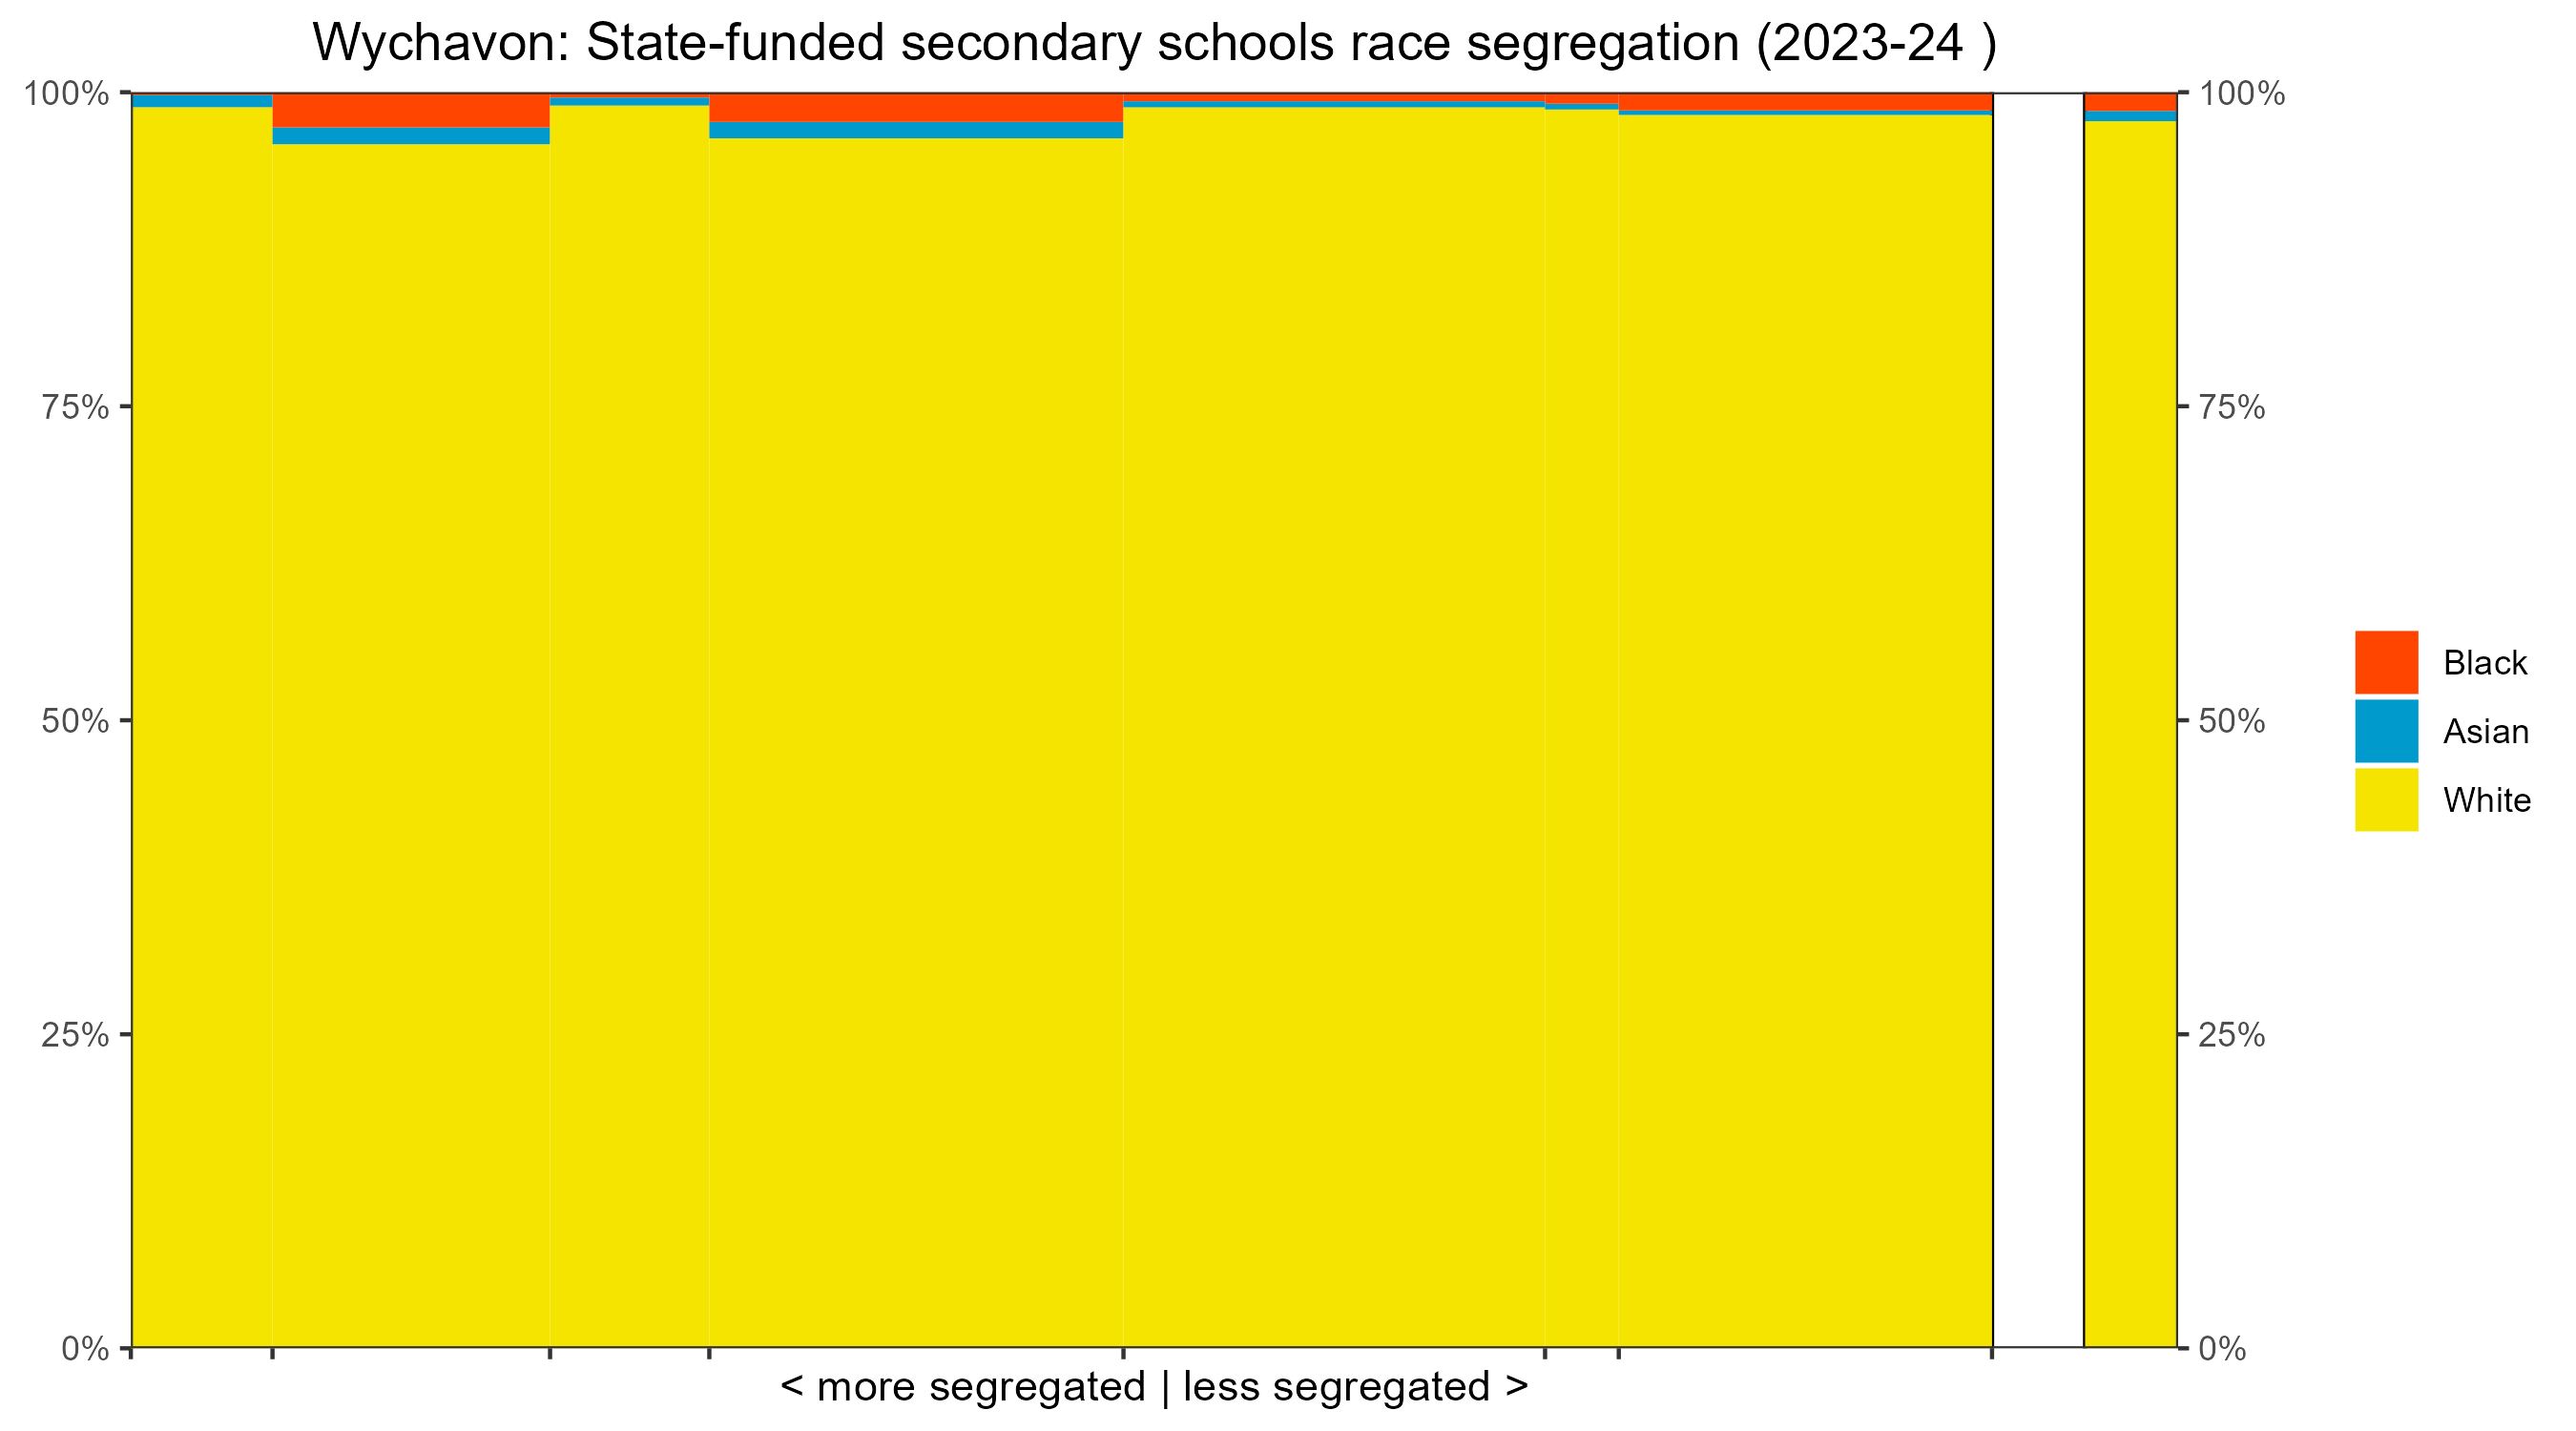 Wychavon: State-funded secondary schools race segregation (2023-24 )
100%
75%
50%
25%
0%
100%
75%
50%
25%
0%
Black
Asian
White
< more segregated | less segregated >